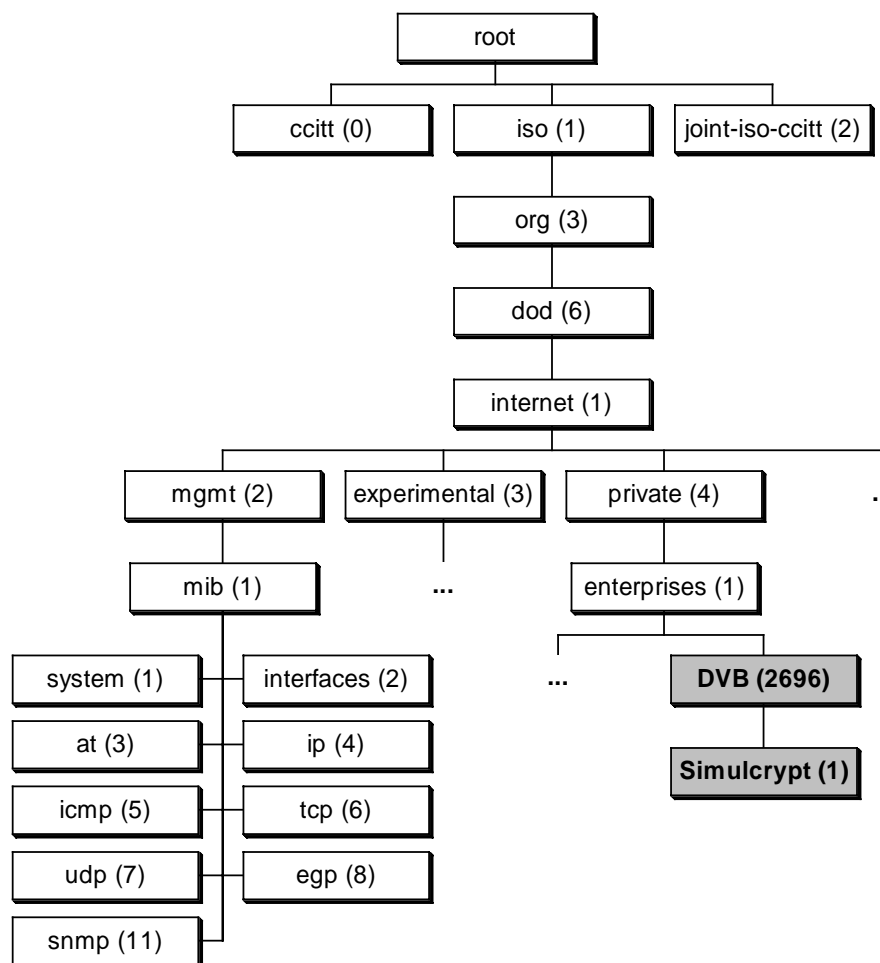 root
ccitt (0)
iso (1)
joint-iso-ccitt (2)
org (3)
dod (6)
internet (1)
mgmt (2)
experimental (3)
private (4)
.
mib (1)
...
enterprises (1)
system (1)
interfaces (2)
...
DVB (2696)
at (3)
ip (4)
Simulcrypt (1)
icmp (5)
tcp (6)
udp (7)
egp (8)
snmp (11)